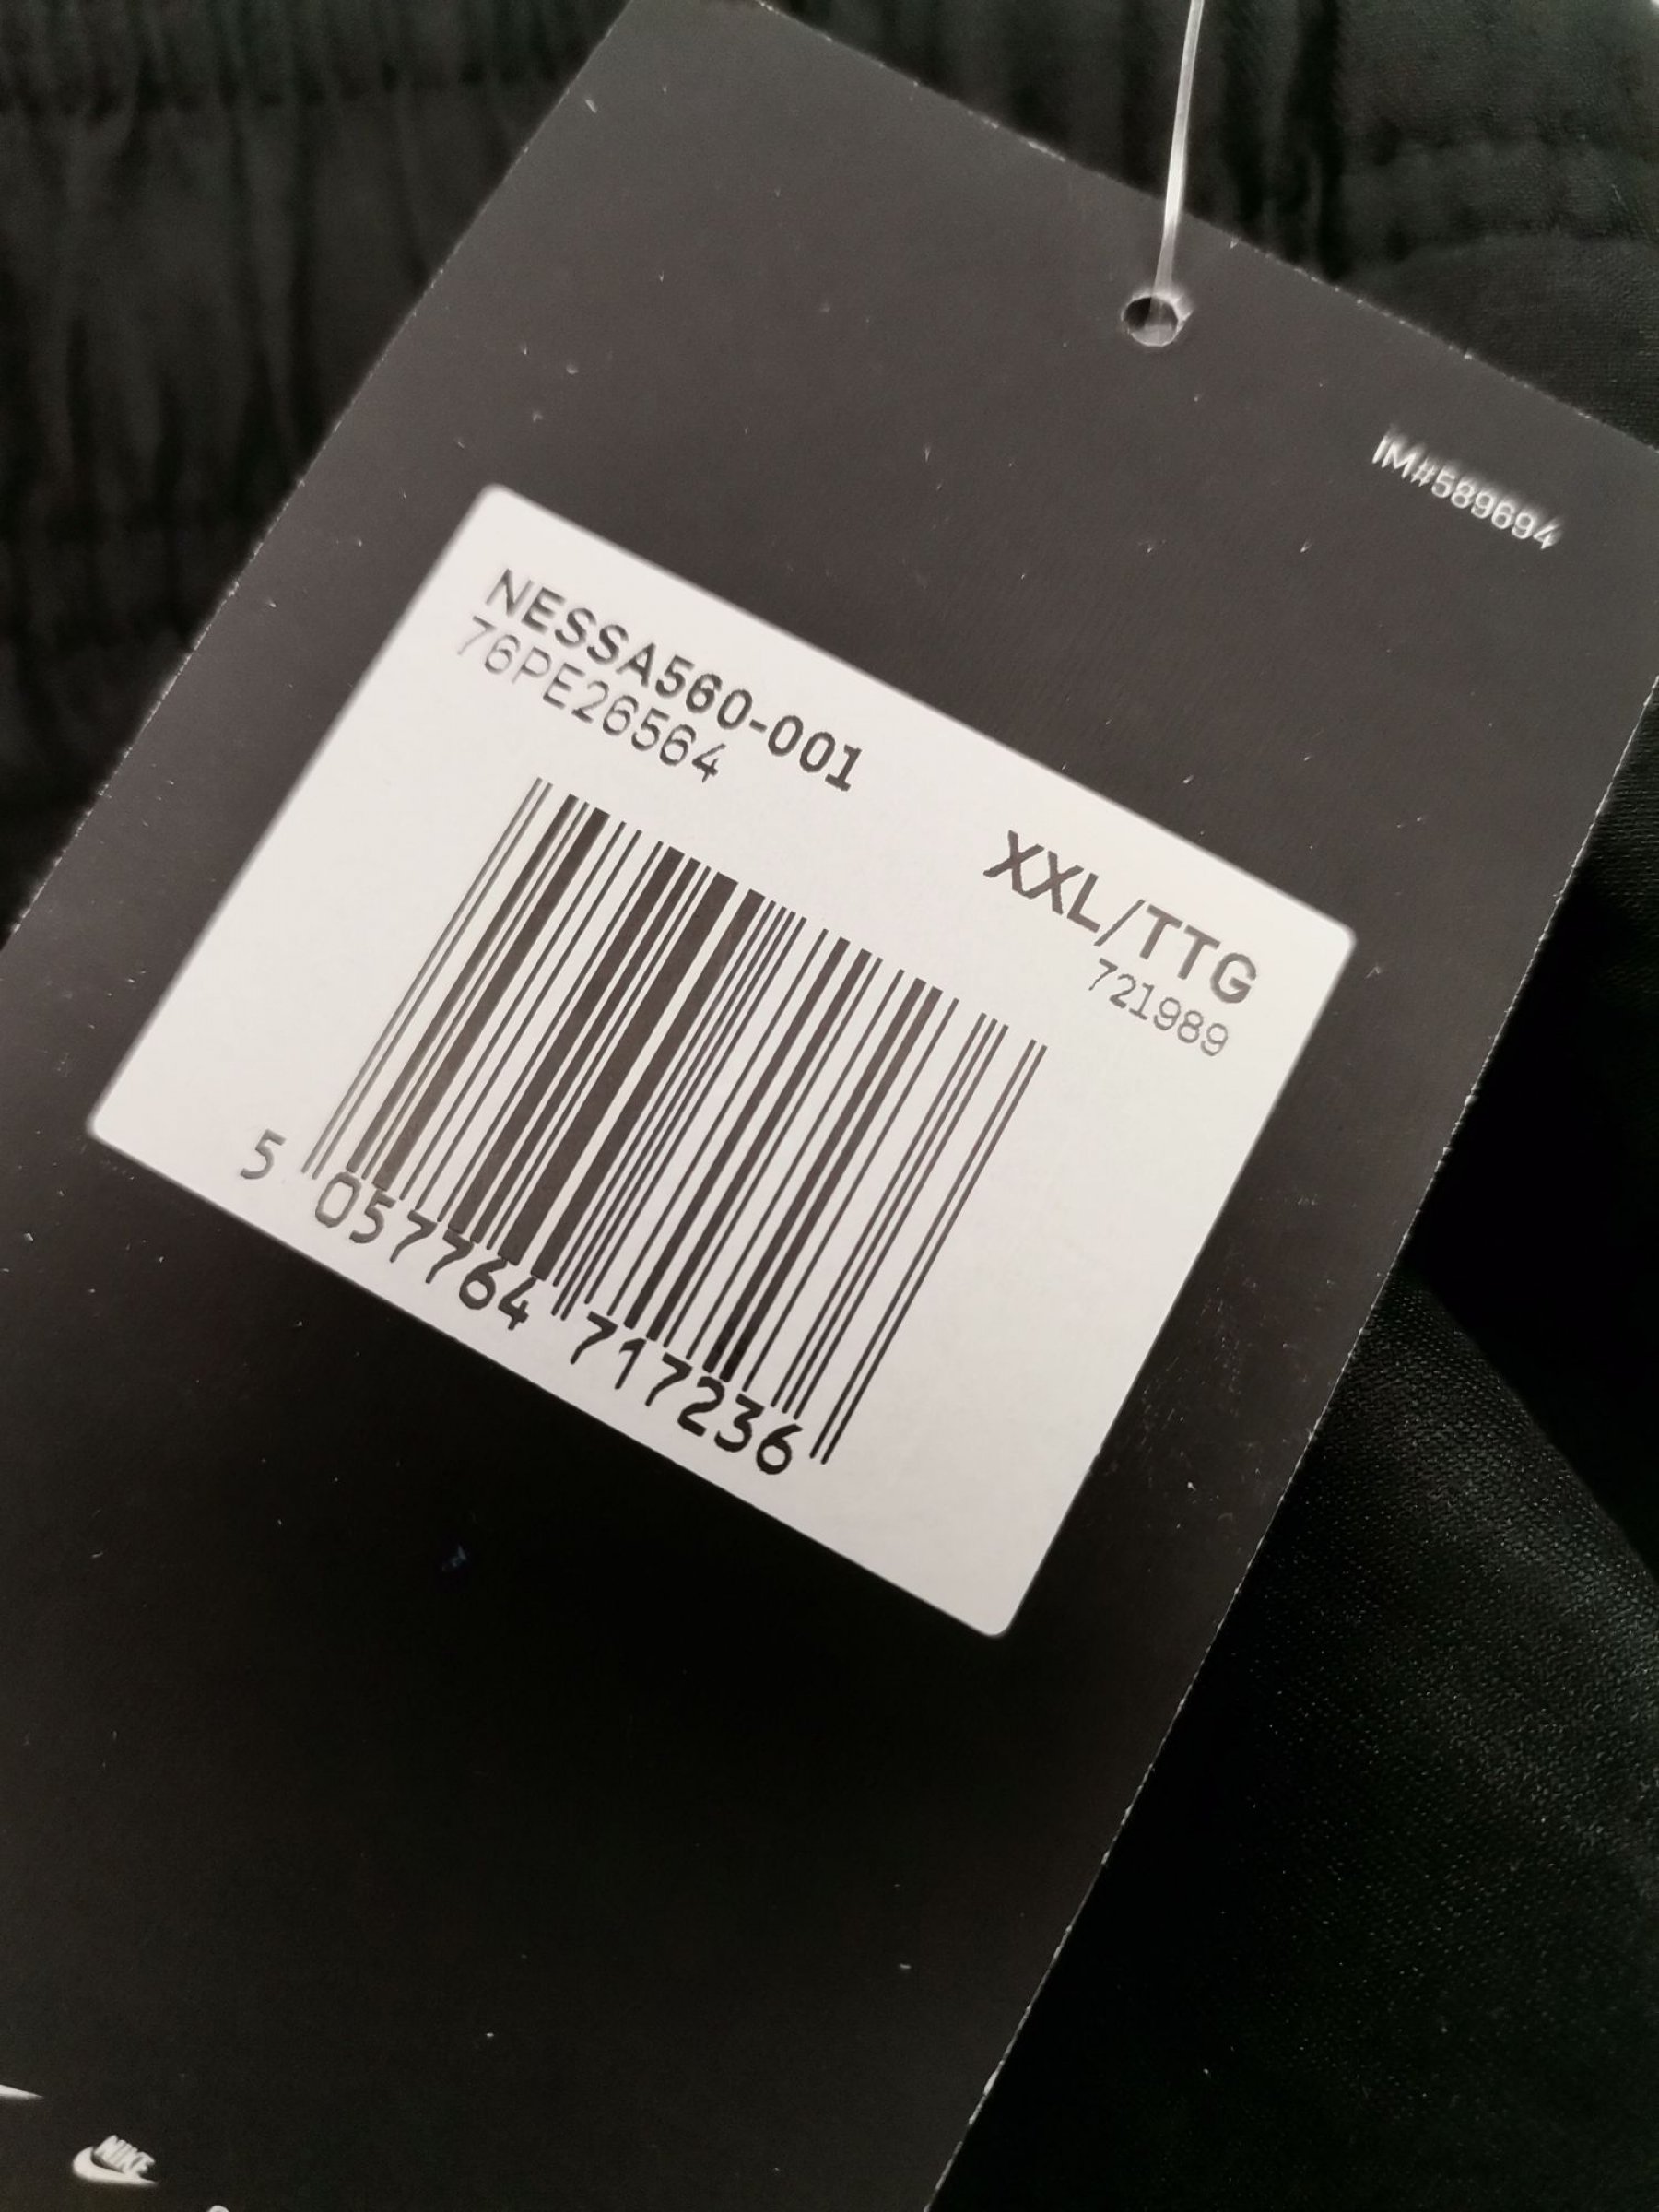 IM#589694
NESSA560-001
76PE26564
XXL/TTG
721989
5 057764 717236
NIKE